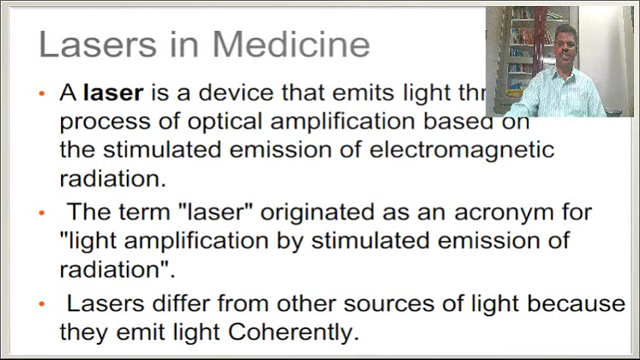 Lasers in Medicine
• A laser is a device that emits light thr
process of optical amplification based on
the stimulated emission of electromagnetic
radiation.
• The term "laser" originated as an acronym for
"light amplification by stimulated emission of
radiation".
• Lasers differ from other sources of light because
they emit light Coherently.